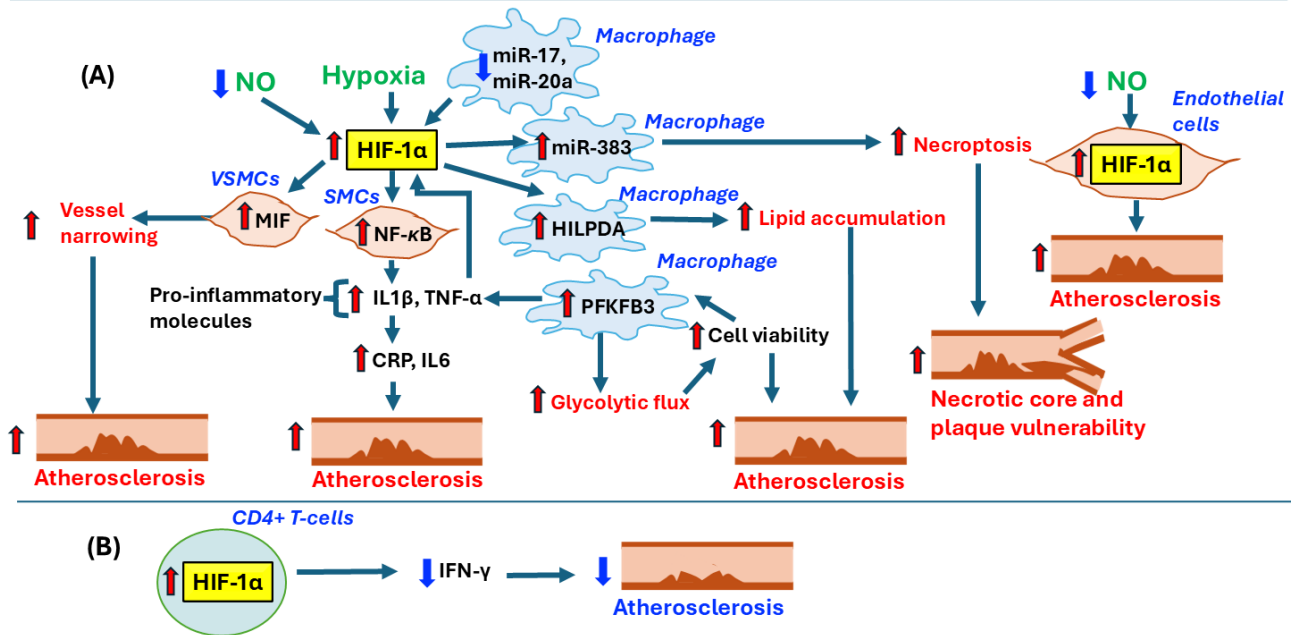 (A)
NO
Hypoxia
miR-17,
miR-20a
Macrophage
HIF-1α
miR-383
Macrophage
Necroptosis
NO
Endothelial
cells
HIF-1α
Atherosclerosis
VSMCs
MIF
Vessel
narrowing
SMCs
NF-κB
HILPDA
Macrophage
Lipid accumulation
Pro-inflammatory
molecules
IL1β, TNF-α
PFKFB3
Macrophage
Cell viability
CRP, IL6
Glycolytic flux
Necrotic core and
plaque vulnerability
Atherosclerosis
Atherosclerosis
Atherosclerosis
(B)
CD4+ T-cells
HIF-1α
IFN-γ
Atherosclerosis